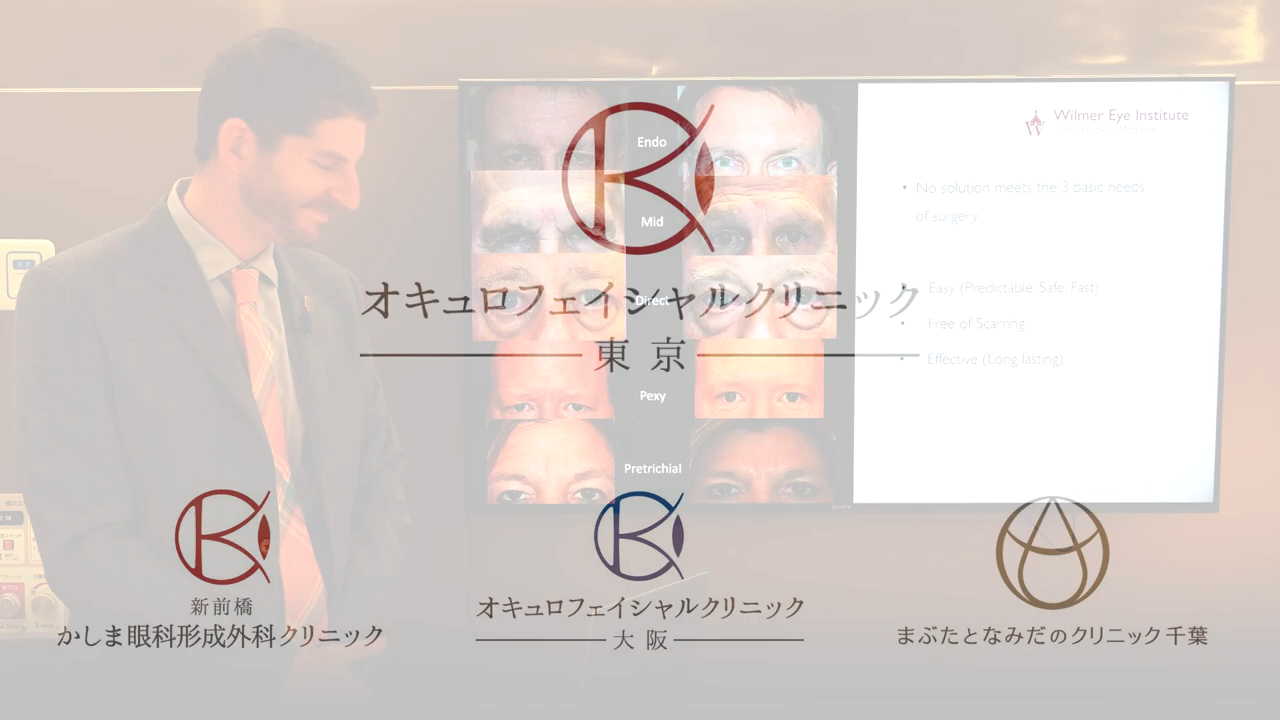 Wilmer Eye Institute
Endo
Mid
Direct
Pexy
Pretrichial
• No solution meets the 3 basic needs
of surgery
• Easy (Predictable, Safe, Fast)
• Free of Scarring
• Effective (Long lasting)
オキュロフェイシャルクリニック
東京
新前橋
かしま眼科形成外科クリニック
オキュロフェイシャルクリニック
大阪
まぶたとなみだのクリニック千葉